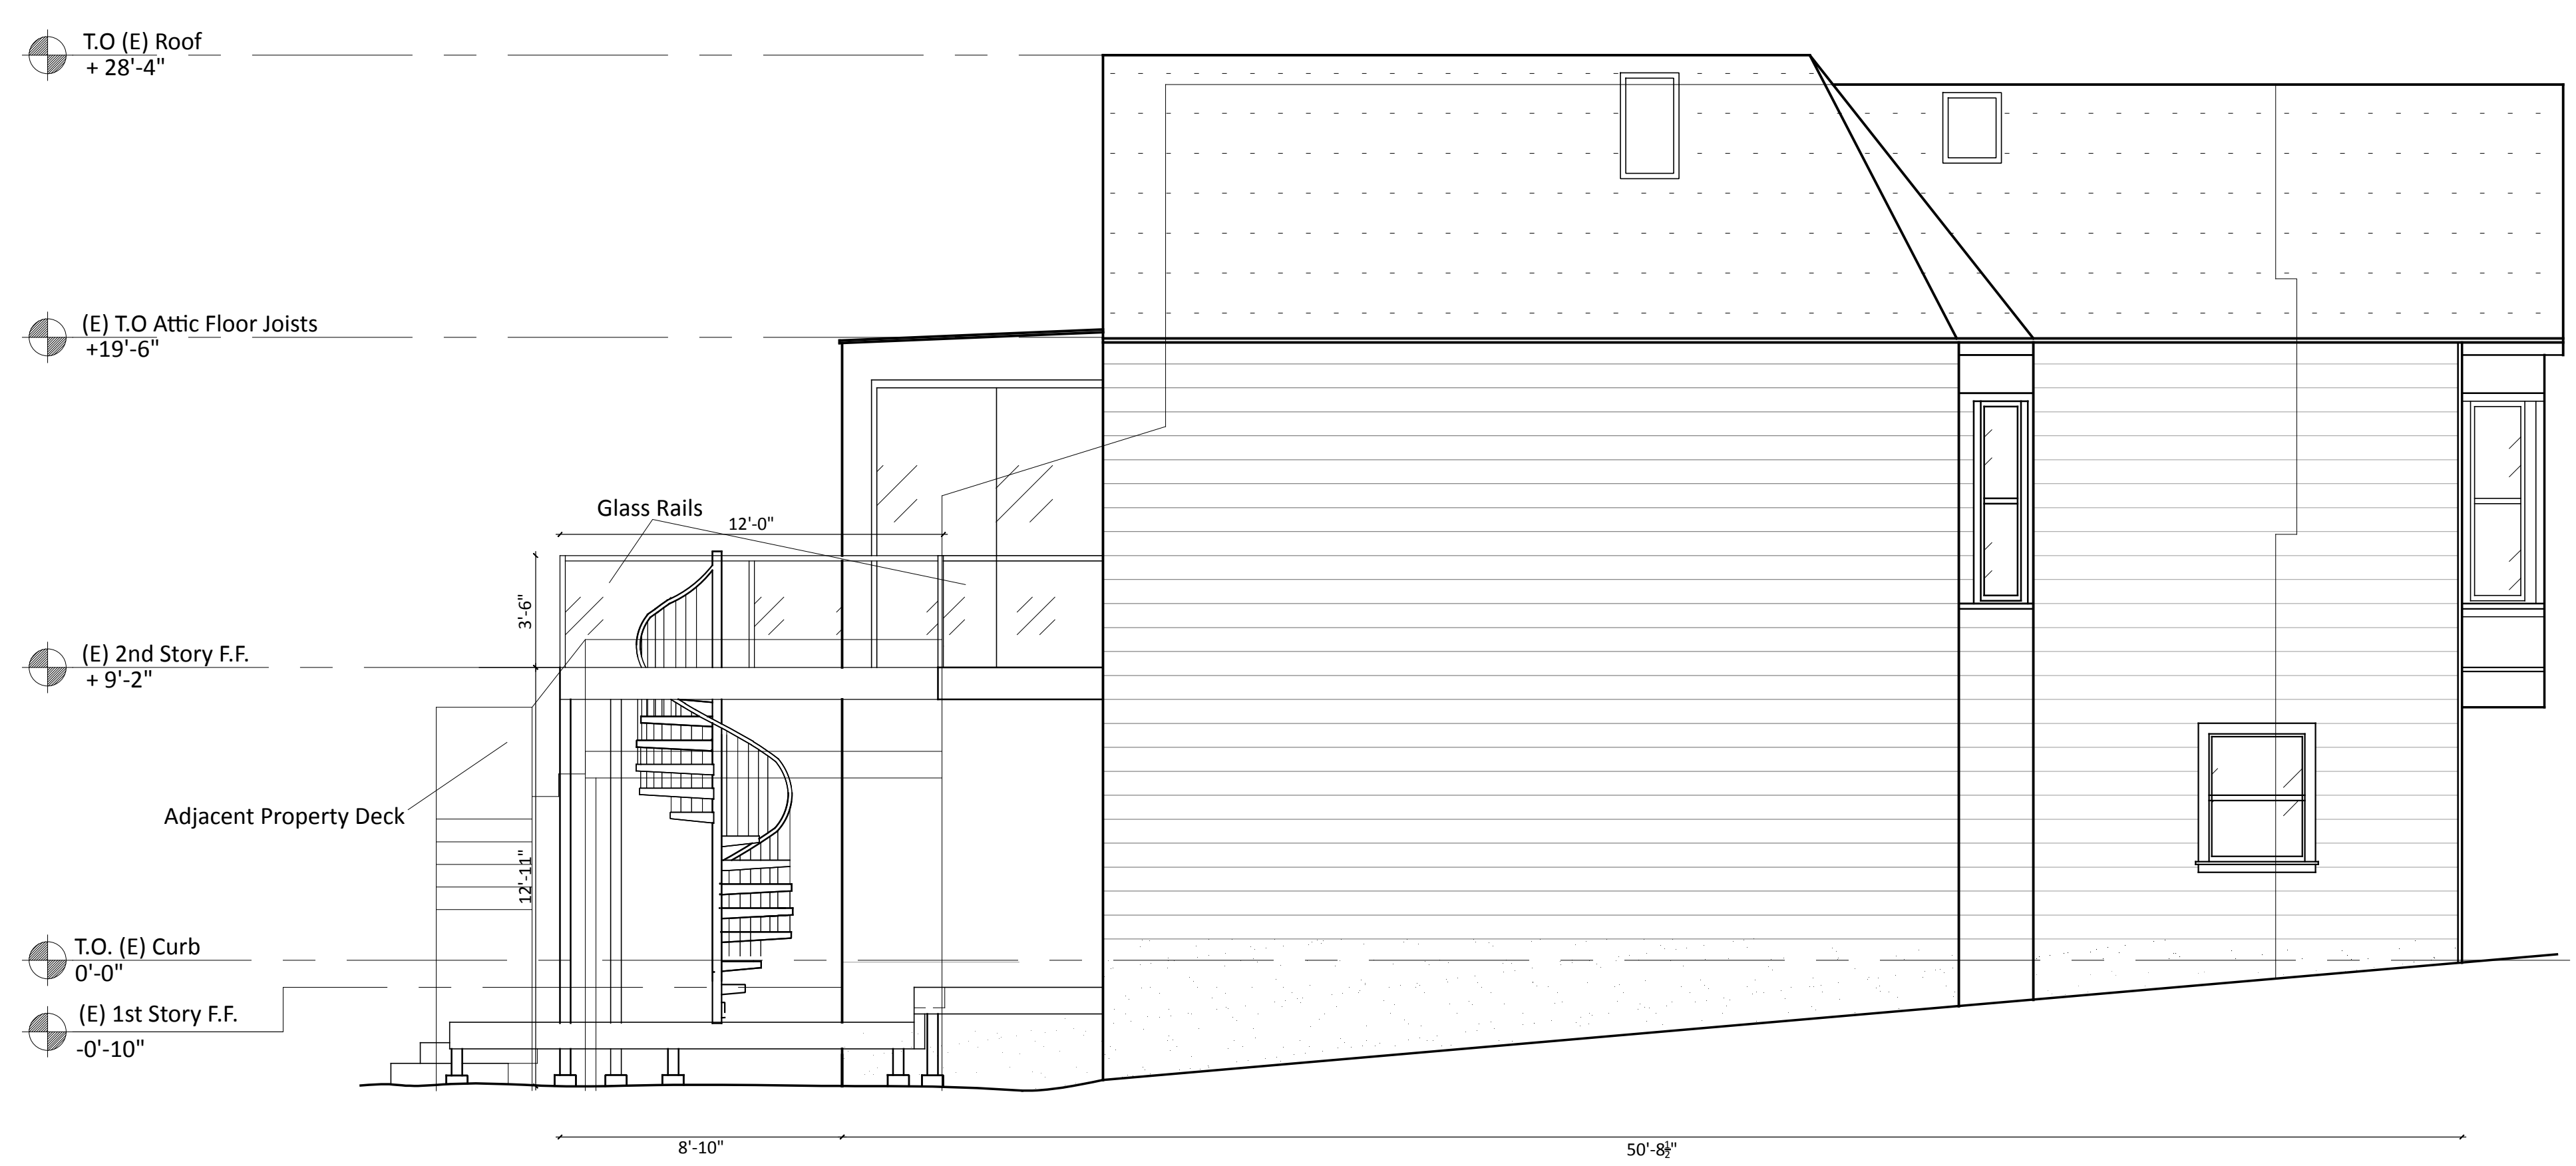 T.O (E) Roof
+ 28'-4"
(E) T.O Attic Floor Joists
+19'-6"
Glass Rails
12'-0"
3'-6"
(E) 2nd Story F.F.
+ 9'-2"
Adjacent Property Deck
12'-11"
T.O. (E) Curb
0'-0"
(E) 1st Story F.F.
-0'-10"
8'-10"
50'-8½"